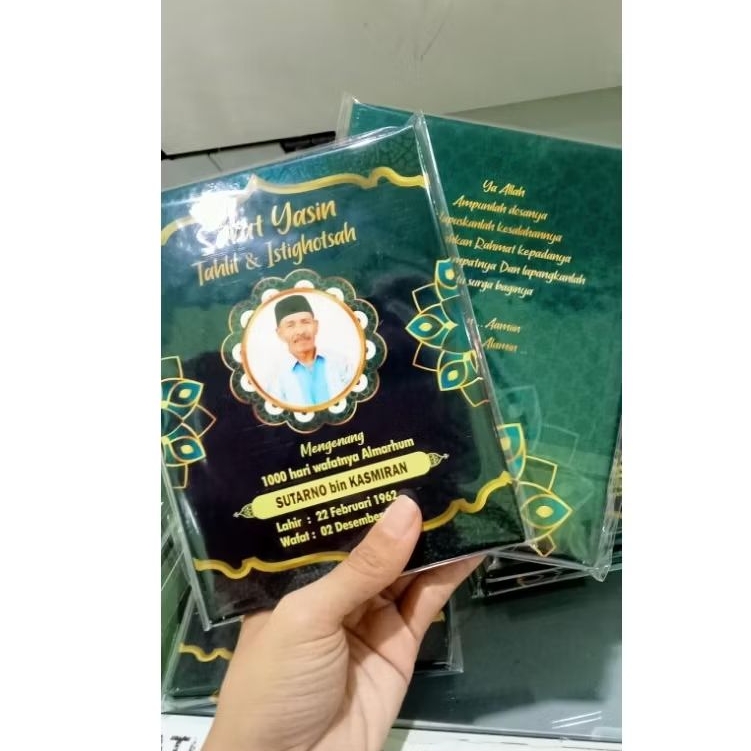 Surat Yasin
Tahlil & Istighotsah
Mengenang
1000 hari wafatnya Almarhum
SUTARNO bin KASMIRAN
Lahir : 22 Februari 1962
Wafat : 02 Desember
Ya Allah
Ampunilah dosanya
kesalahannya
Rahmat kepadanya
Dan lapangkanlah
surga baginya
Aamiin
Alamin